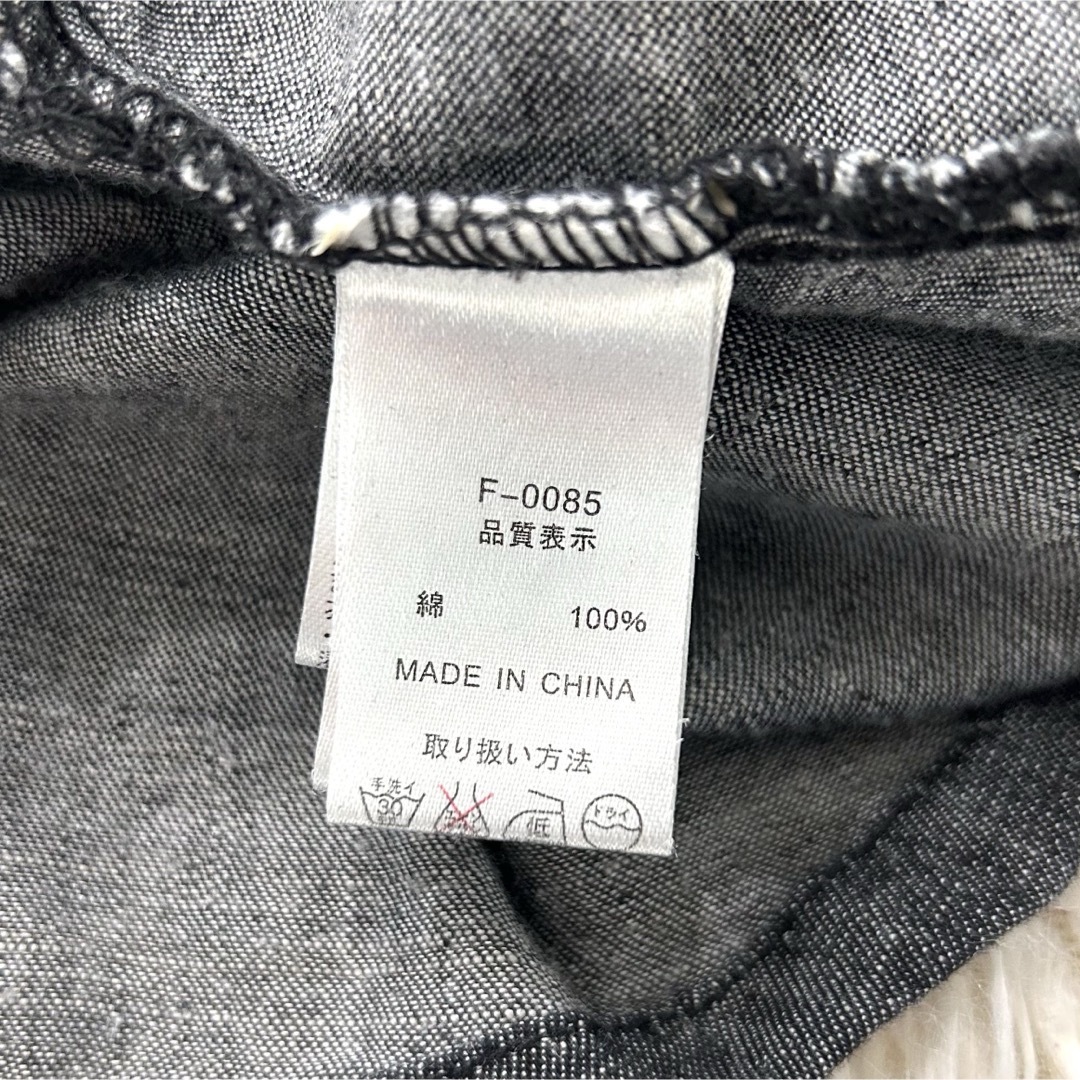 F-0085
品質表示
綿 100%
MADE IN CHINA
取り扱い方法
手洗イ
30
低
ドライ